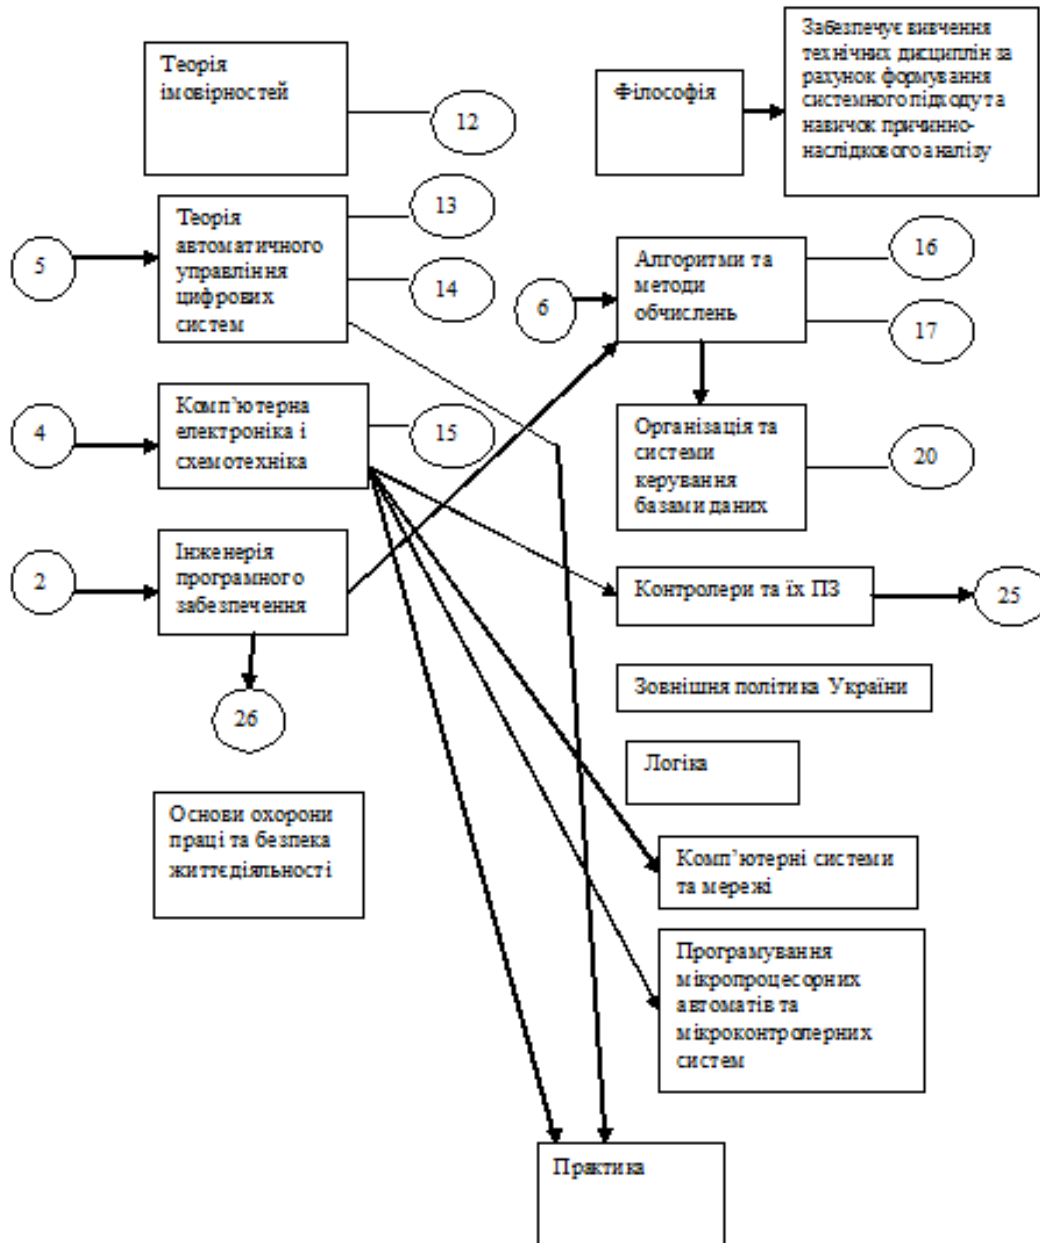 Теорія
імовірностей
12
Філософія
Забезпечує вивчення
технічних дисциплін за
рахунок формування
системного підходу та
навичок причинно-
наслідкового аналізу
5
Теорія
автоматичного
управління
цифрових
систем
13
14
6
Алгоритми та
методи
обчислень
16
17
4
Комп’ютерна
електроніка і
схемотехніка
15
Організація та
системи
керування
базами даних
20
2
Інженерія
програмного
забезпечення
26
Контролери та їх ПЗ
25
Зовнішня політика України
Логіка
Основи охорони
праці та безпека
життєдіяльності
Комп’ютерні системи
та мережі
Програмування
мікропроцесорних
автоматів та
мікроконтролерних
систем
Практика